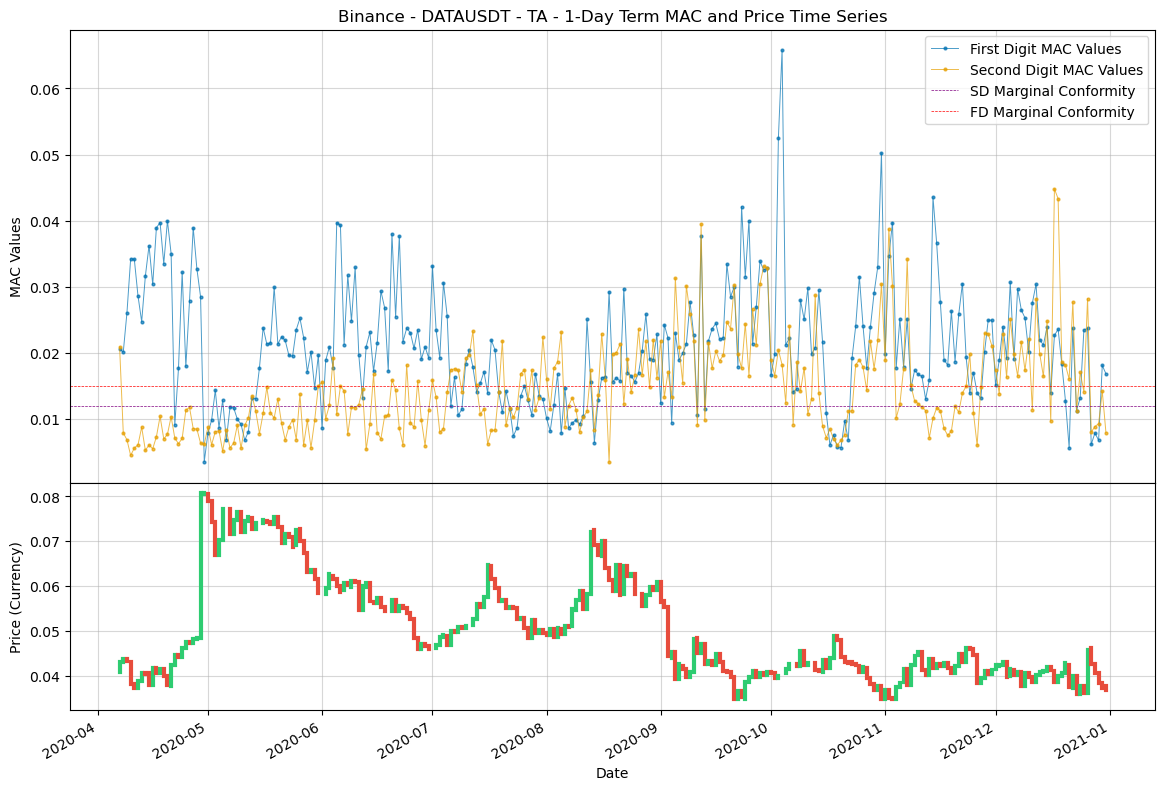 Binance - DATAUSDT - TA - 1-Day Term MAC and Price Time Series
First Digit MAC Values
Second Digit MAC Values
SD Marginal Conformity
FD Marginal Conformity
MAC Values
0.06
0.05
0.04
0.03
0.02
0.01
Price (Currency)
0.08
0.07
0.06
0.05
0.04
2020-04
2020-05
2020-06
2020-07
2020-08
2020-09
2020-10
2020-11
2020-12
2021-01
Date